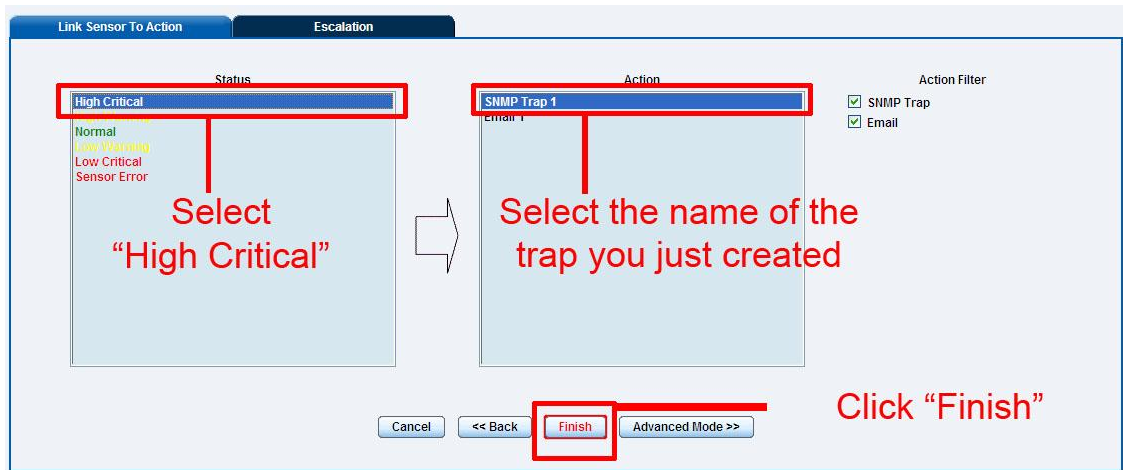 Link Sensor To Action
Escalation
Status
Action
Action Filter
High Critical
Normal
Low Warning
Low Critical
Sensor Error
SNMP Trap 1
Email 1
SNMP Trap
Email
Select
“High Critical”
Select the name of the
trap you just created
Cancel
<< Back
Finish
Advanced Mode >>
Click “Finish”